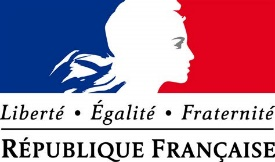 Liberté • Égalité • Fraternité
RÉPUBLIQUE FRANÇAISE